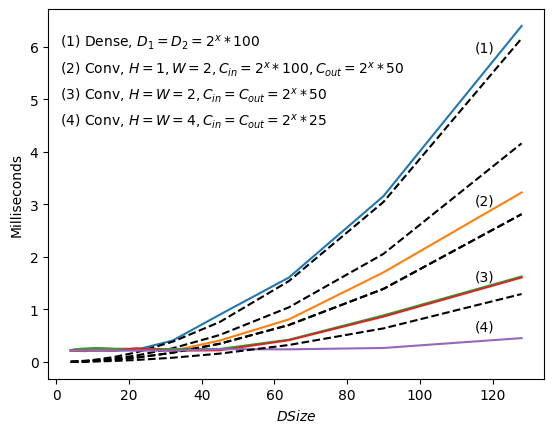 (1) Dense, $D_1 = D_2 = 2^x * 100$
(2) Conv, $H = 1, W = 2, C_{in} = 2^x * 100, C_{out} = 2^x * 50$
(3) Conv, $H = W = 2, C_{in} = C_{out} = 2^x * 50$
(4) Conv, $H = W = 4, C_{in} = C_{out} = 2^x * 25$
(1)
(2)
(3)
(4)
Milliseconds
6
5
4
3
2
1
0
0 20 40 60 80 100 120
DSize